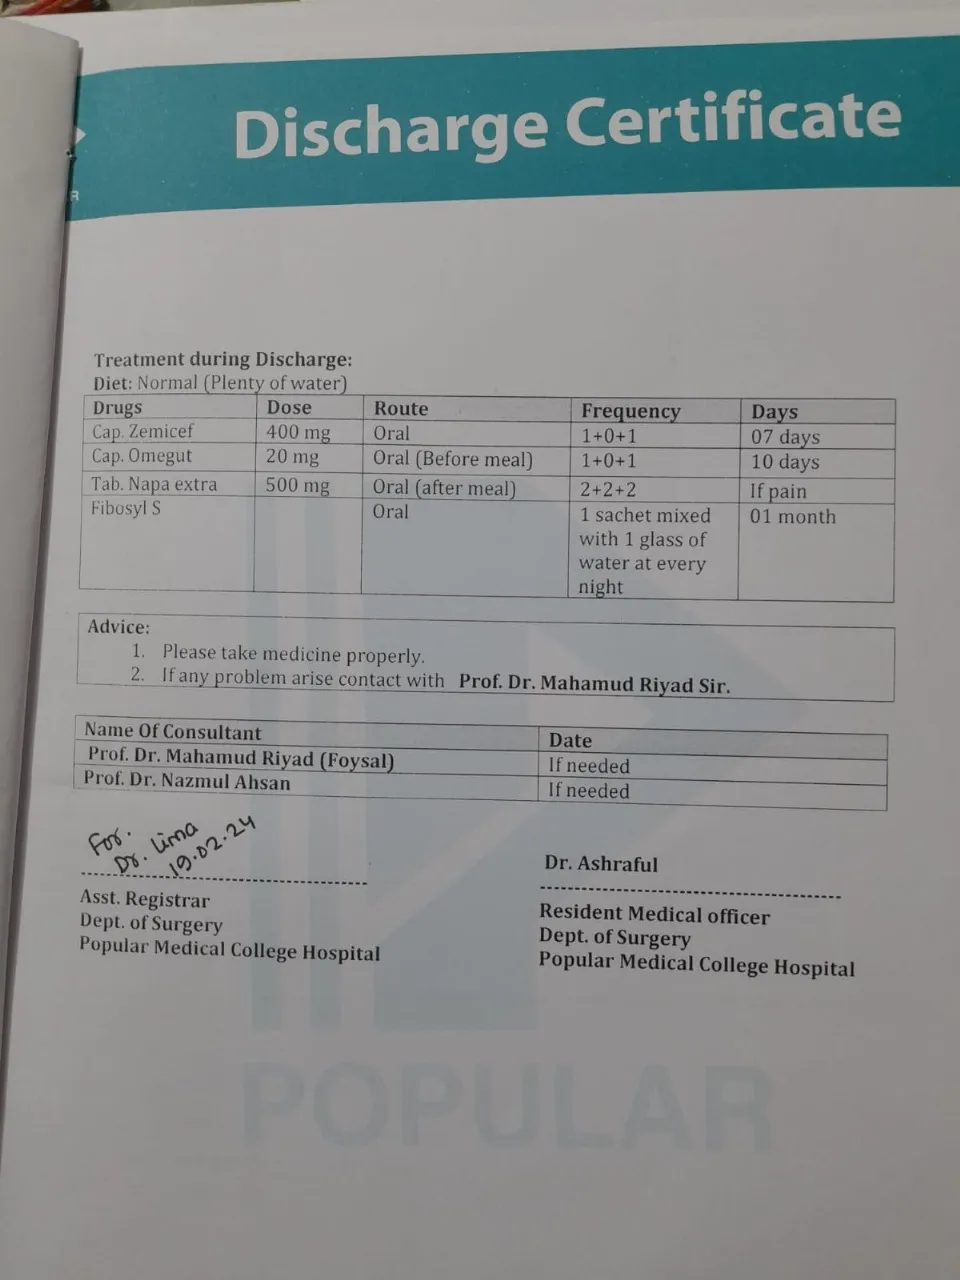 Discharge Certificate
R
Treatment during Discharge:
Diet: Normal (Plenty of water)
Drugs Dose Route Frequency Days
Cap. Zemicef 400 mg Oral 1+0+1 07 days
Cap. Omegut 20 mg Oral (Before meal) 1+0+1 10 days
Tab. Napa extra 500 mg Oral (after meal) 2+2+2 If pain
Fibosyl S Oral 1 sachet mixed 01 month
with 1 glass of
water at every
night
Advice:
1. Please take medicine properly.
2. If any problem arise contact with Prof. Dr. Mahamud Riyad Sir.
Name Of Consultant Date
Prof. Dr. Mahamud Riyad (Foysal) If needed
Prof. Dr. Nazmul Ahsan If needed
For.
Dr. Lima
19.02.24
Asst. Registrar
Dept. of Surgery
Popular Medical College Hospital
Dr. Ashraful
Resident Medical officer
Dept. of Surgery
Popular Medical College Hospital
POPULAR